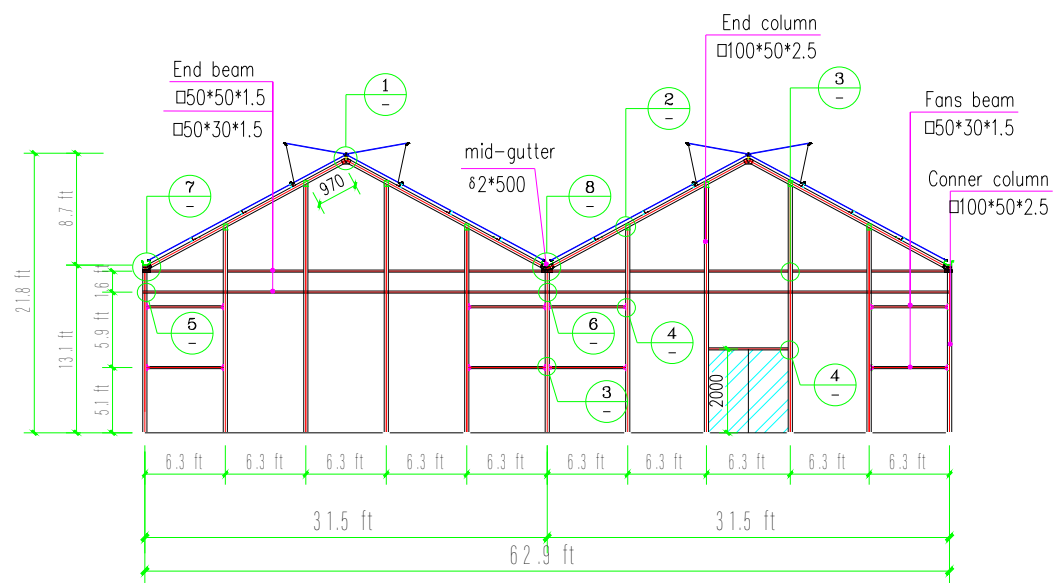 End column
□100*50*2.5
End beam
□50*50*1.5
□50*30*1.5
1
–
2
–
3
–
Fans beam
□50*30*1.5
mid-gutter
δ2*500
Conner column
□100*50*2.5
970
7
–
8
–
8.7 ft
21.8 ft
13.1 ft
1.6 ft
5.9 ft
5.1 ft
5
–
6
–
4
–
3
–
4
–
2000
6.3 ft 6.3 ft 6.3 ft 6.3 ft 6.3 ft 6.3 ft 6.3 ft 6.3 ft 6.3 ft 6.3 ft
31.5 ft 31.5 ft
62.9 ft